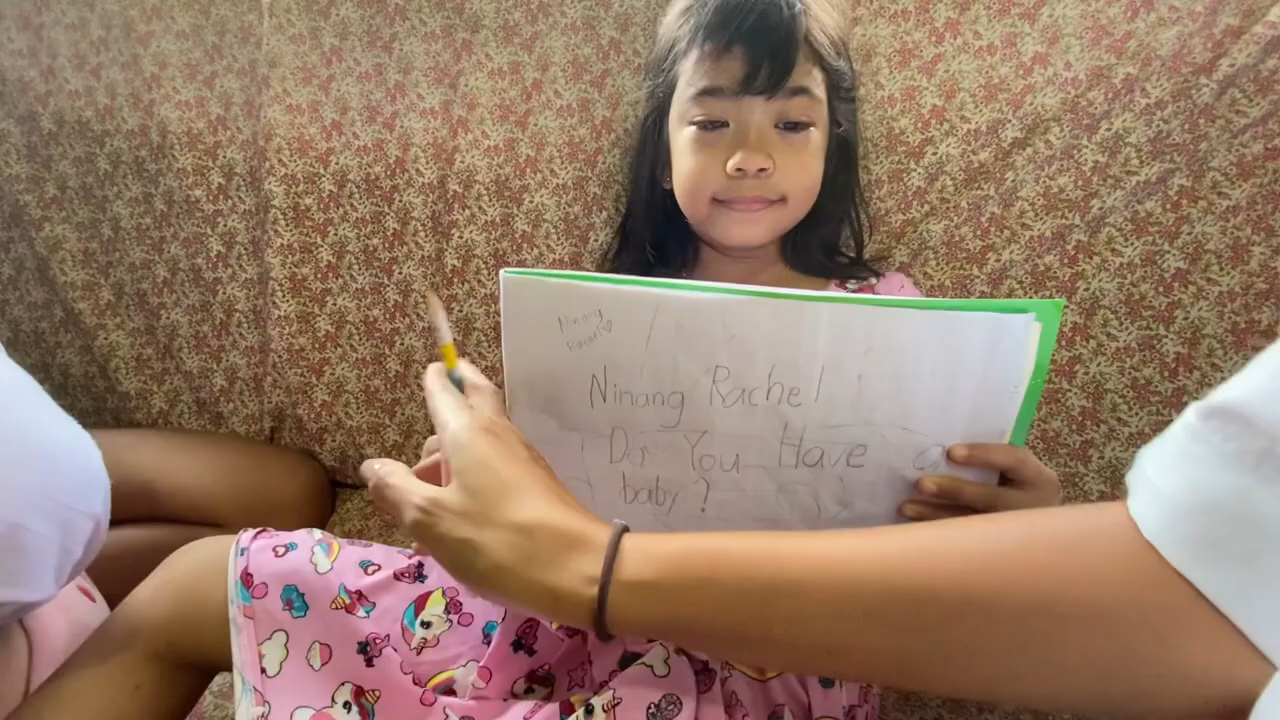 Ninang
Rachel
Ninang Rachel
Do You Have a
baby?